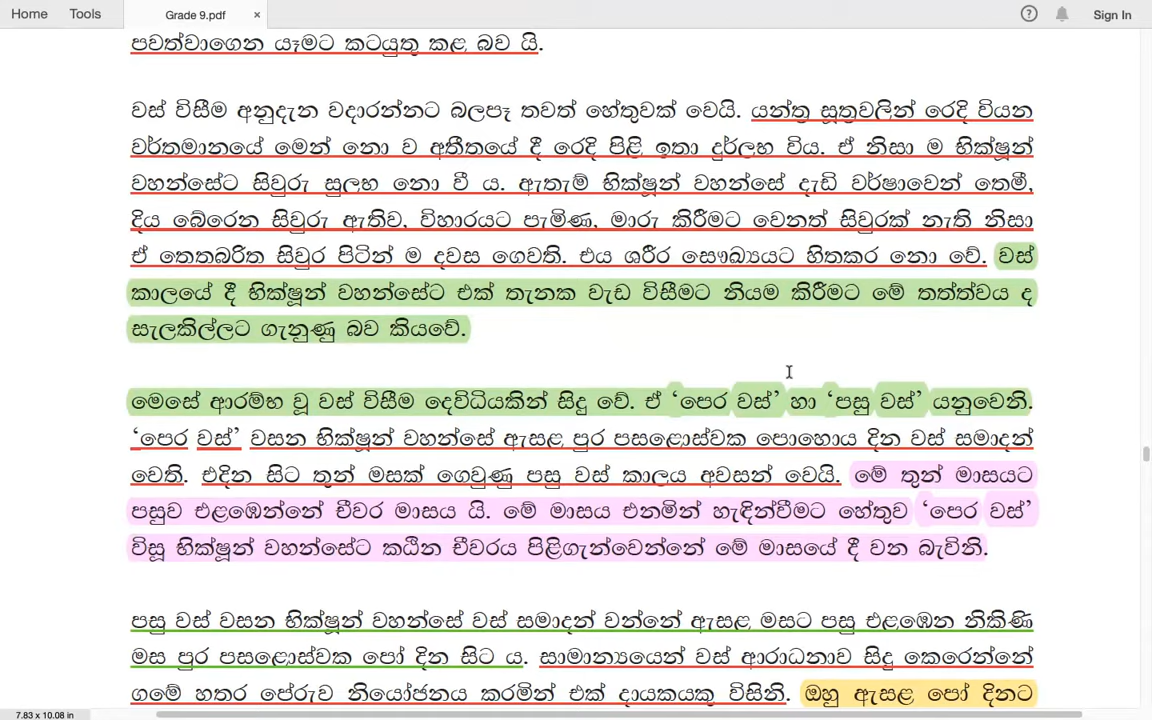 Home Tools Grade 9.pdf × Sign In
පවත්වාගෙන යෑමට කටයුතු කළ බව යි.
වස් විසීම අනුදැන වදාරන්නට බලපෑ තවත් හේතුවක් වෙයි. යන්ත්‍ර සූත්‍රවලින් රෙදි වියන
වර්තමානයේ මෙන් නො ව අතීතයේ දී රෙදි පිළි ඉතා දුර්ලභ විය. ඒ නිසා ම භික්ෂූන්
වහන්සේට සිවුරු සුලභ නො වී ය. ඇතැම් භික්ෂූන් වහන්සේ දැඩි වර්ෂාවෙන් තෙමී,
දිය බේරෙන සිවුරු ඇතිව, විහාරයට පැමිණ, මාරු කිරීමට වෙනත් සිවුරක් නැති නිසා
ඒ තෙතබරිත සිවුර පිටින් ම දවස ගෙවති. එය ශරීර සෞඛ්‍යයට හිතකර නො වේ. වස්
කාලයේ දී භික්ෂූන් වහන්සේට එක් තැනක වැඩ විසීමට නියම කිරීමට මේ තත්ත්වය ද
සැලකිල්ලට ගැනුණු බව කියවේ.
මෙසේ ආරම්භ වූ වස් විසීම දෙවිධියකින් සිදු වේ. ඒ ‘පෙර වස්’ හා ‘පසු වස්’ යනුවෙනි.
‘පෙර වස්’ වසන භික්ෂූන් වහන්සේ ඇසළ පුර පසළොස්වක පොහොය දින වස් සමාදන්
වෙති. එදින සිට තුන් මසක් ගෙවුණු පසු වස් කාලය අවසන් වෙයි. මේ තුන් මාසයට
පසුව එළඹෙන්නේ චීවර මාසය යි. මේ මාසය එනමින් හැඳින්වීමට හේතුව ‘පෙර වස්’
විසූ භික්ෂූන් වහන්සේට කඨින චීවරය පිළිගැන්වෙන්නේ මේ මාසයේ දී වන බැවිනි.
පසු වස් වසන භික්ෂූන් වහන්සේ වස් සමාදන් වන්නේ ඇසළ මසට පසු එළඹෙන නිකිණි
මස පුර පසළොස්වක පෝ දින සිට ය. සාමාන්‍යයෙන් වස් ආරාධනාව සිදු කෙරෙන්නේ
ගමේ හතර පේරුව නියෝජනය කරමින් එක් දායකයකු විසිනි. ඔහු ඇසළ පෝ දිනට
7.83 x 10.08 in